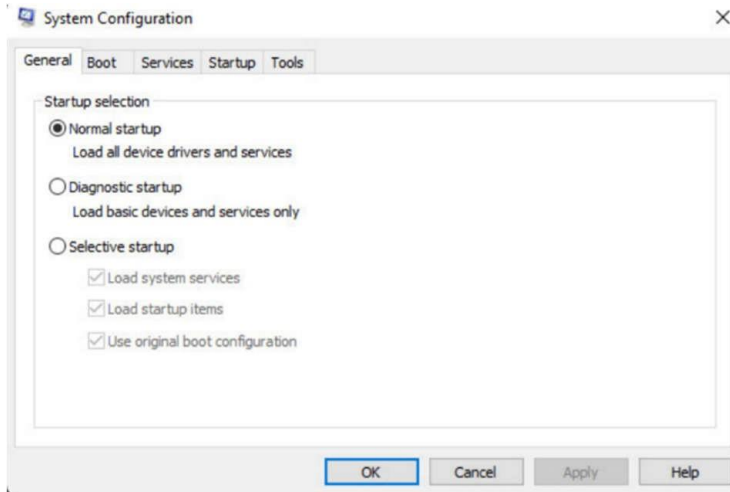 System Configuration
General Boot Services Startup Tools
Startup selection
Normal startup
Load all device drivers and services
Diagnostic startup
Load basic devices and services only
Selective startup
Load system services
Load startup items
Use original boot configuration
OK Cancel Apply Help